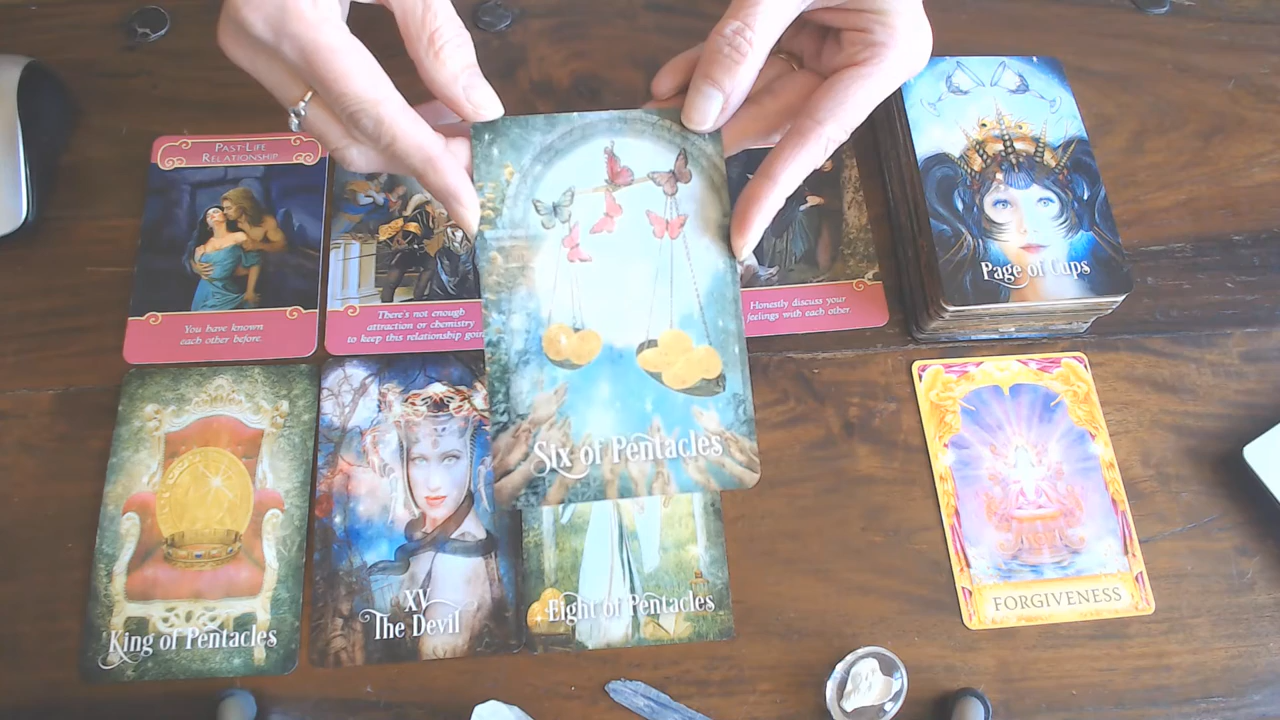 PAST-LIFE
RELATIONSHIP
You have known
each other before.
There's not enough
attraction or chemistry
to keep this relationship goin
Honestly discuss your
feelings with each other.
Page of Cups
Six of Pentacles
King of Pentacles
XV
The Devil
Eight of Pentacles
FORGIVENESS